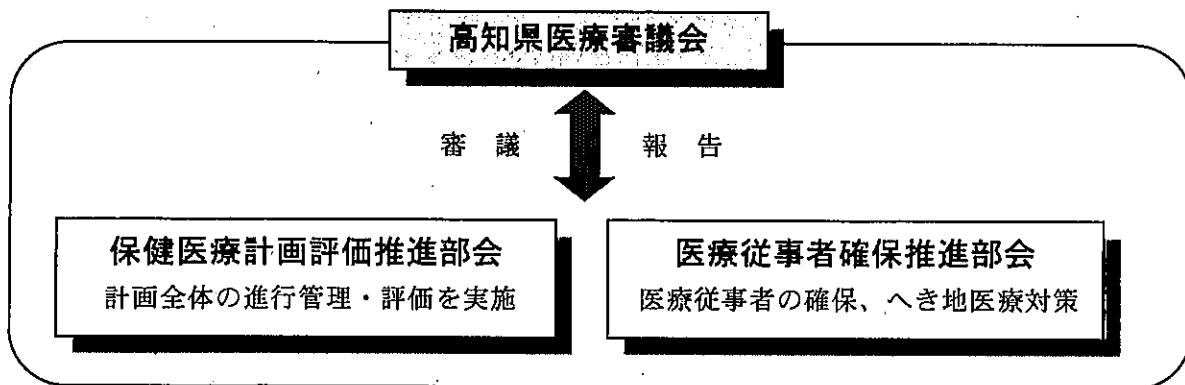 高知県医療審議会
審議 報告
保健医療計画評価推進部会
計画全体の進行管理・評価を実施
医療従事者確保推進部会
医療従事者の確保、へき地医療対策